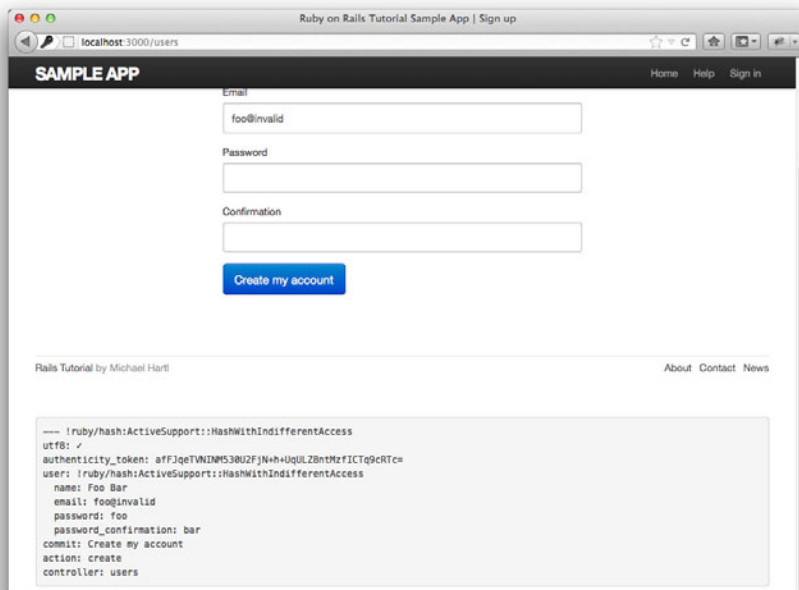 Ruby on Rails Tutorial Sample App | Sign up
localhost:3000/users
SAMPLE APP
Home Help Sign in
Email
foo@invalid
Password
Confirmation
Create my account
Rails Tutorial by Michael Hartl
About Contact News
--- !ruby/hash:ActiveSupport::HashWithIndifferentAccess
utf8: ✓
authenticity_token: afFJqeTVNINM530U2FjN+h+UqULZBntMzfICTq9cRTc=
user: !ruby/hash:ActiveSupport::HashWithIndifferentAccess
name: Foo Bar
email: foo@invalid
password: foo
password_confirmation: bar
commit: Create my account
action: create
controller: users